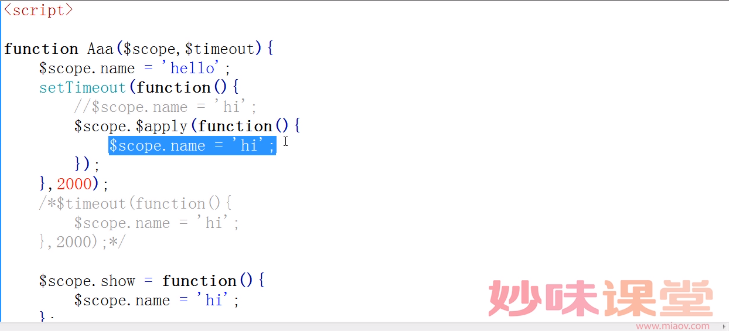 <script>
function Aaa($scope,$timeout){
$scope.name = 'hello';
setTimeout(function(){
//$scope.name = 'hi';
$scope.$apply(function(){
$scope.name = 'hi';
});
},2000);
/*$timeout(function(){
$scope.name = 'hi';
},2000);*/
$scope.show = function(){
$scope.name = 'hi';
};
妙味课堂
www.miaov.com